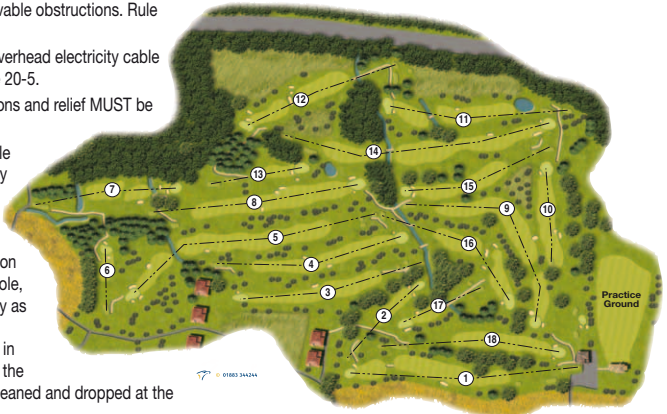 vable obstructions. Rule
verhead electricity cable
20-5.
ons and relief MUST be
le
y
on
ole,
y as
in
the
eaned and dropped at the
12
11
14
13
15
7
8
9
10
5
16
6
4
3
2
17
18
1
Practice
Ground
01883 344244